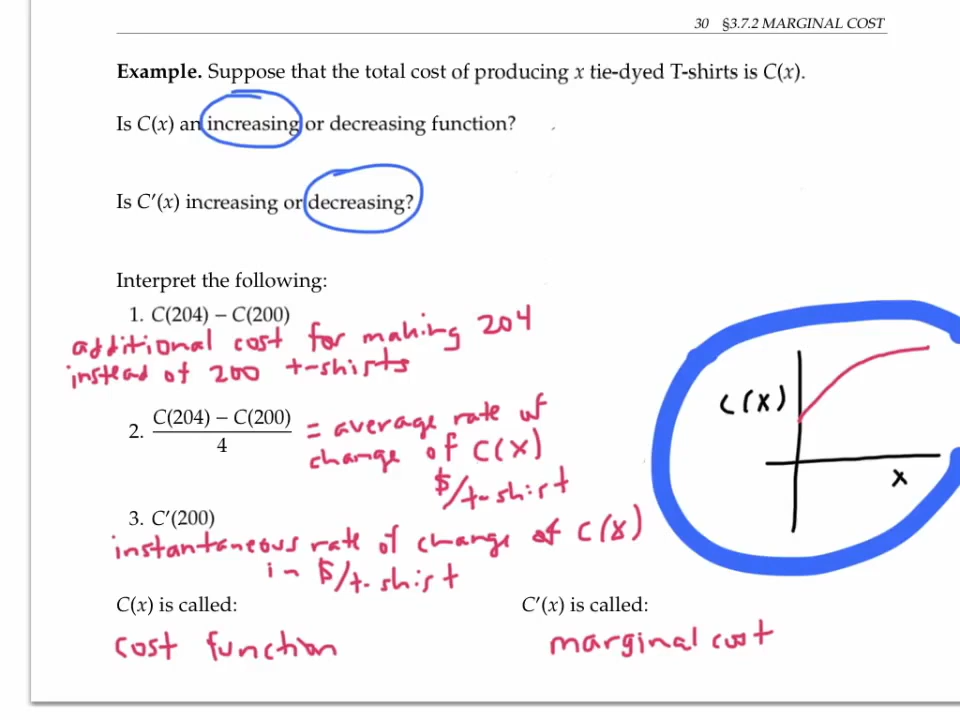 30 §3.7.2 MARGINAL COST
Example. Suppose that the total cost of producing x tie-dyed T-shirts is C(x).
Is C(x) an increasing or decreasing function?
Is C′(x) increasing or decreasing?
Interpret the following:
1. C(204) − C(200)
additional cost for making 204
instead of 200 t-shirts
2. C(204) − C(200) / 4
= average rate of
change of C(x)
$/t-shirt
C(x)
x
3. C′(200)
instantaneous rate of change of C(x)
in $/t-shirt
C(x) is called:
cost function
C′(x) is called:
marginal cost